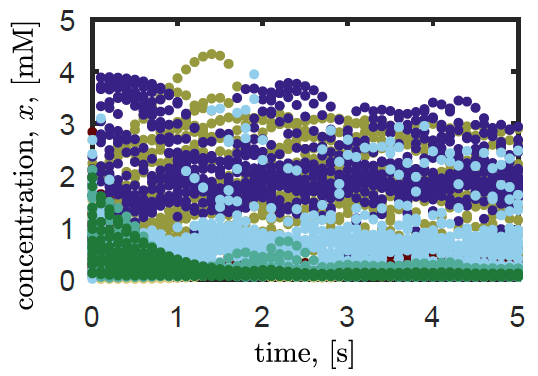 5
4
3
2
1
0
concentration, x, [mM]
0 1 2 3 4 5
time, [s]